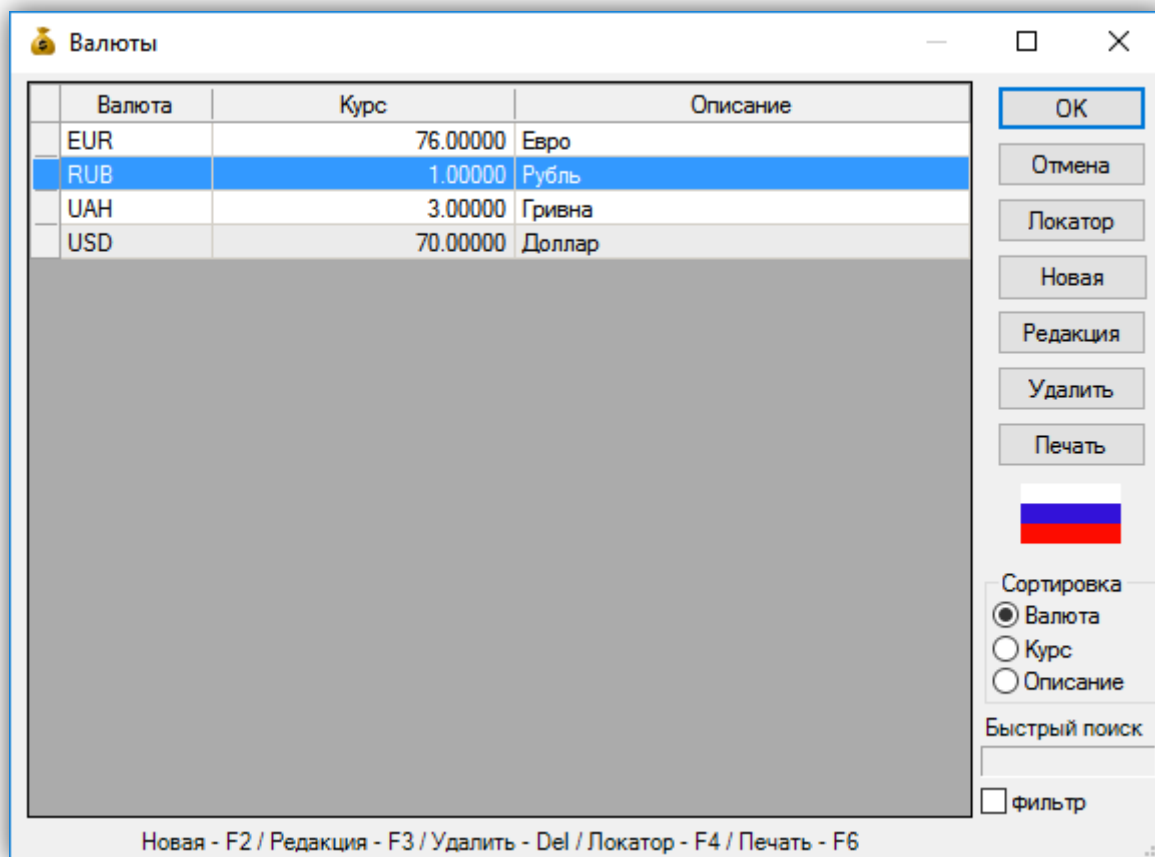 Валюты
Валюта Курс Описание
EUR 76.00000 Евро
RUB 1.00000 Рубль
UAH 3.00000 Гривна
USD 70.00000 Доллар
OK
Отмена
Локатор
Новая
Редакция
Удалить
Печать
Сортировка
Валюта
Курс
Описание
Быстрый поиск
фильтр
Новая - F2 / Редакция - F3 / Удалить - Del / Локатор - F4 / Печать - F6